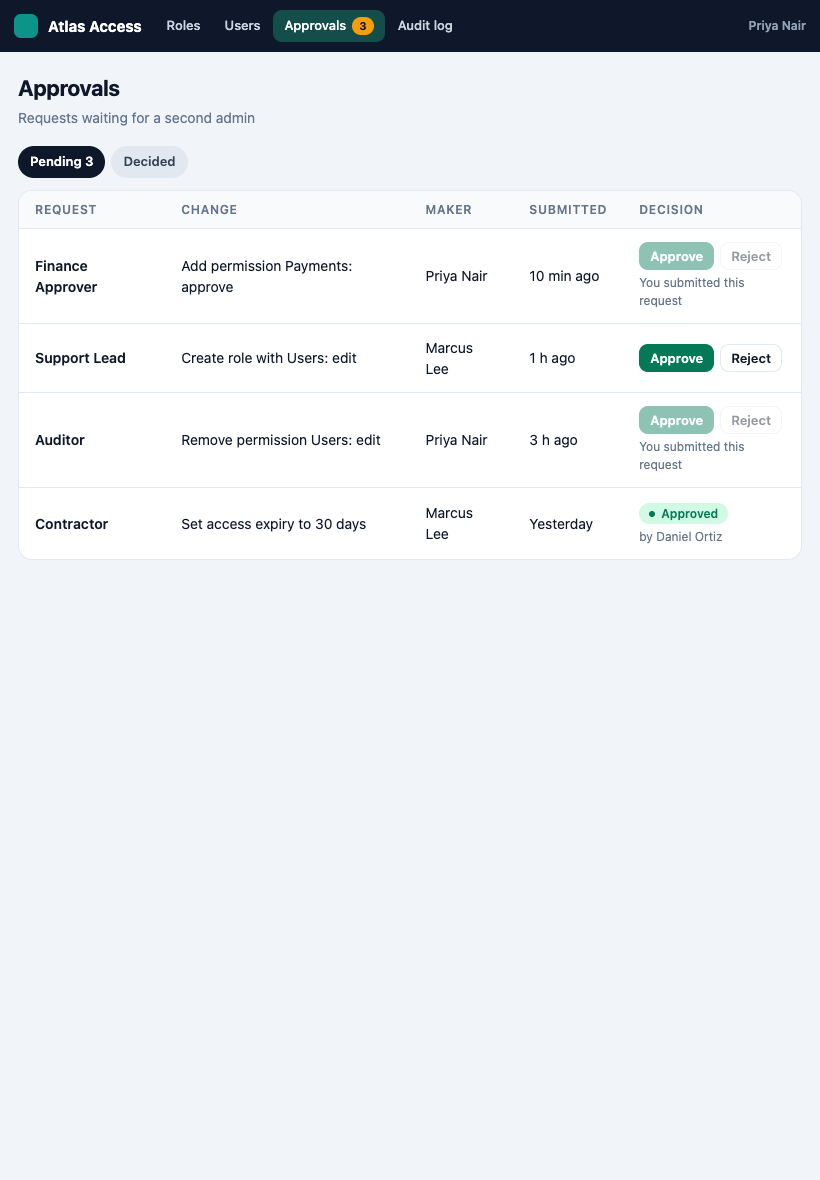 Atlas Access Roles Users Approvals 3 Audit log Priya Nair
Approvals
Requests waiting for a second admin
Pending 3 Decided
REQUEST CHANGE MAKER SUBMITTED DECISION
Finance Approver
Add permission Payments: approve
Priya Nair
10 min ago
Approve Reject
You submitted this
request
Support Lead
Create role with Users: edit
Marcus
Lee
1 h ago
Approve Reject
Auditor
Remove permission Users: edit
Priya Nair
3 h ago
Approve Reject
You submitted this
request
Contractor
Set access expiry to 30 days
Marcus
Lee
Yesterday
Approved
by Daniel Ortiz